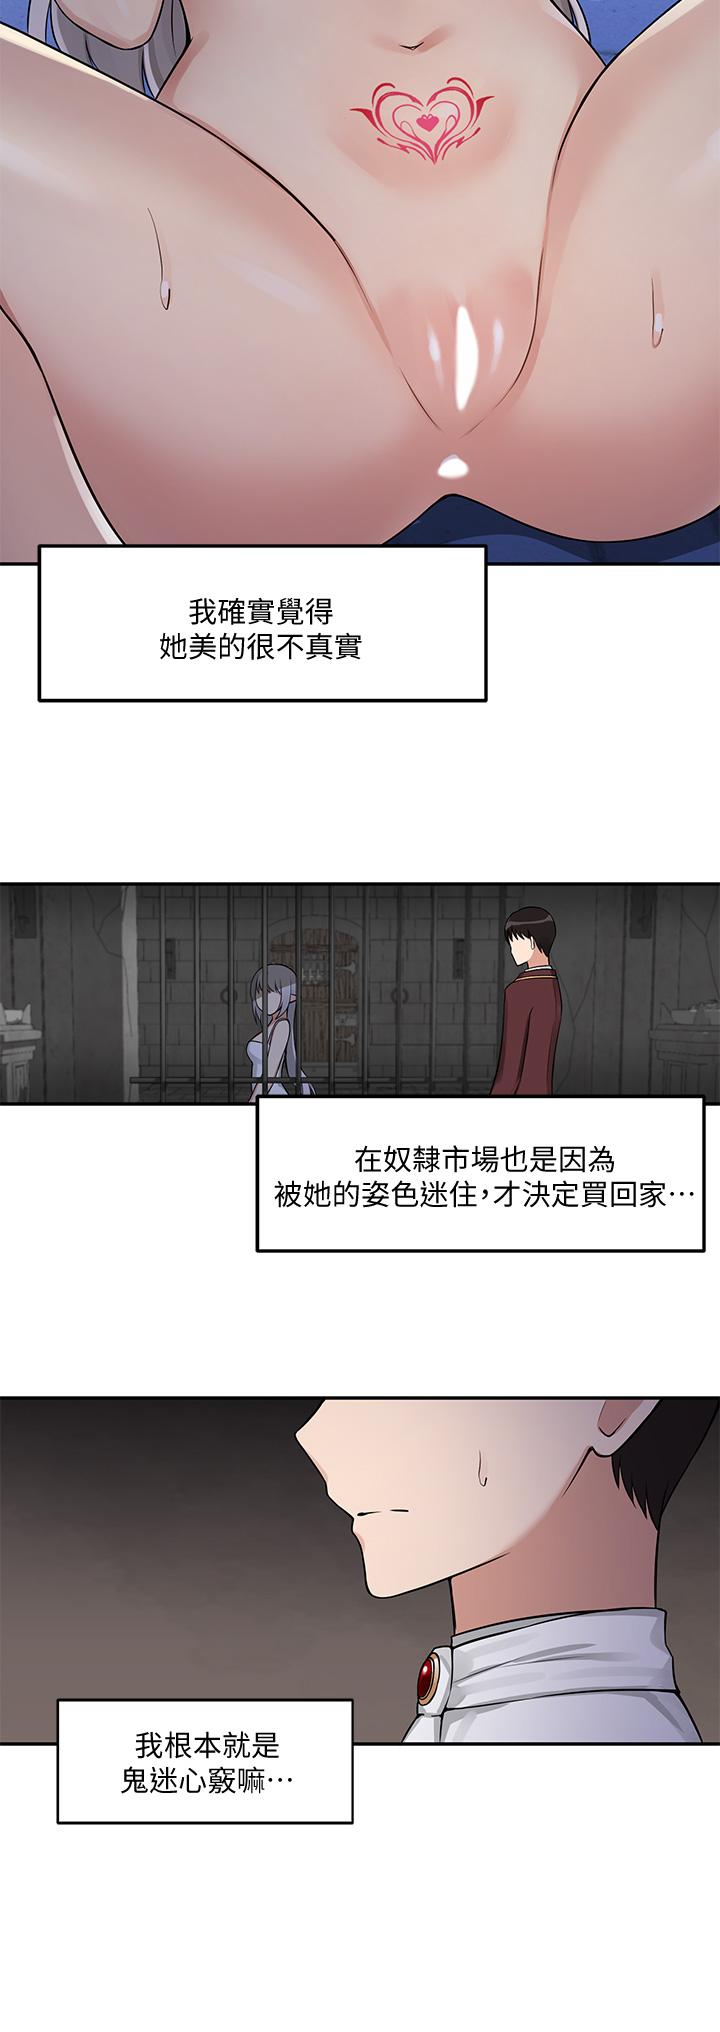 我確實覺得
她美的很不真實
在奴隸市場也是因為
被她的姿色迷住,才決定買回家⋯
我根本就是
鬼迷心竅嘛⋯